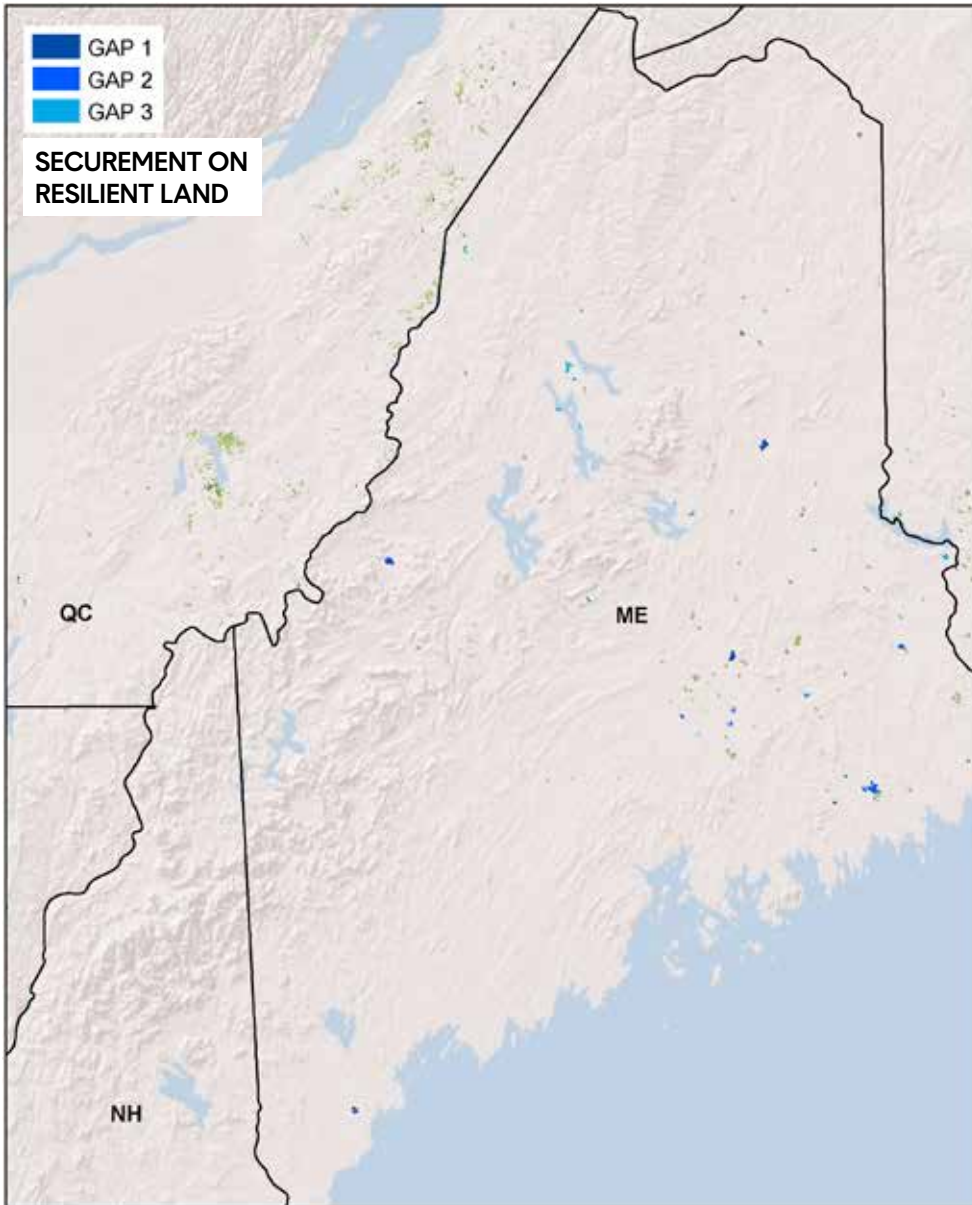 GAP 1
GAP 2
GAP 3
SECUREMENT ON
RESILIENT LAND
QC
ME
NH